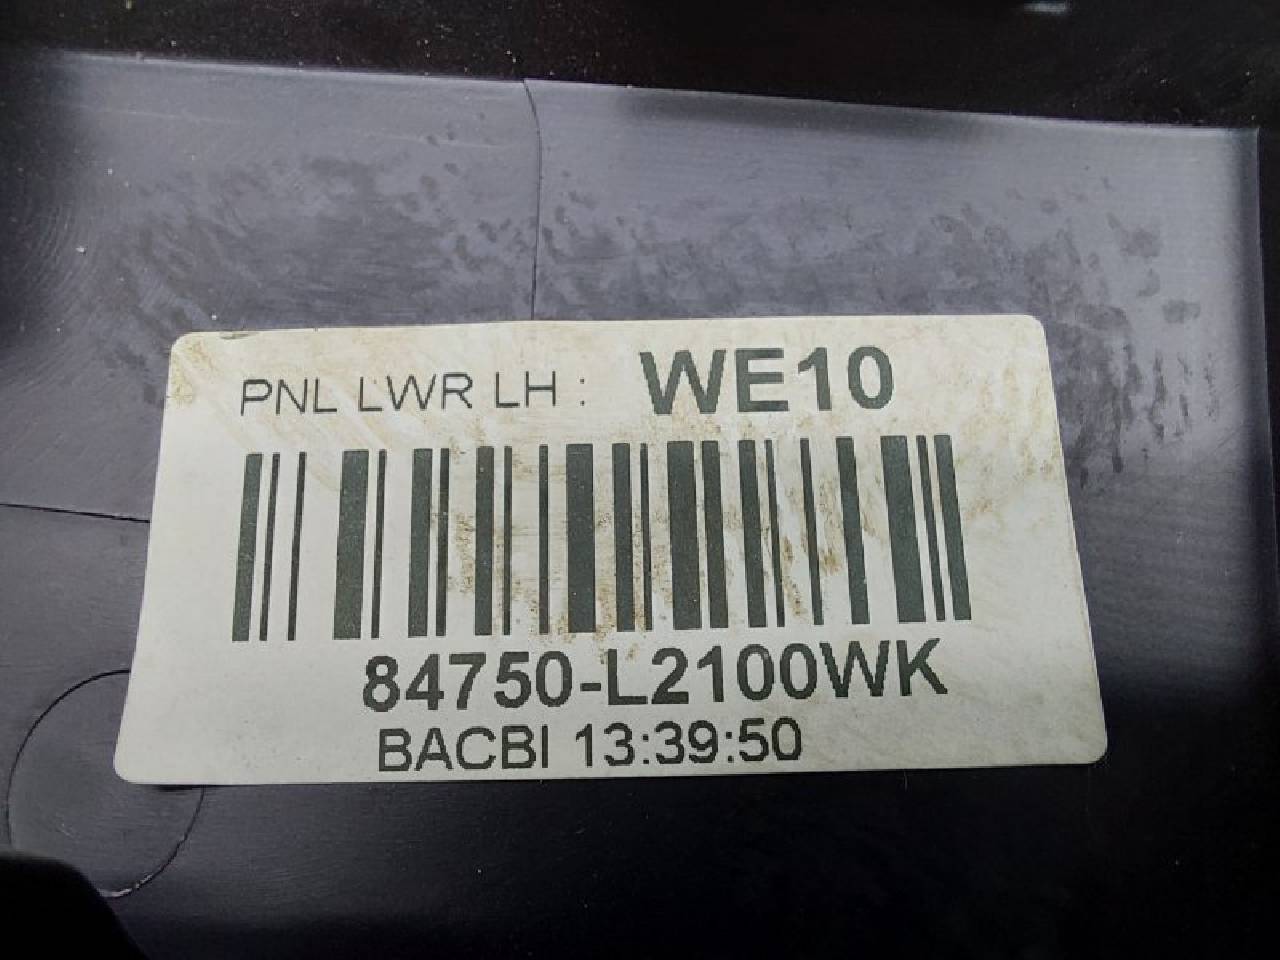 PNL LWR LH : WE10
84750-L2100WK
BACBI 13:39:50